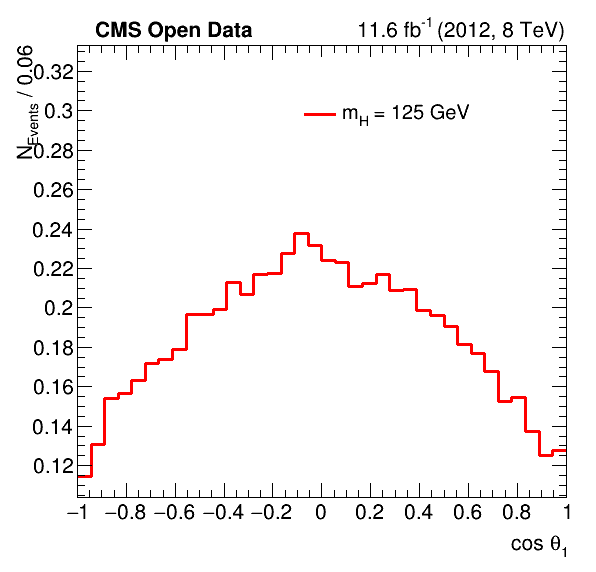 CMS Open Data 11.6 fb⁻¹ (2012, 8 TeV)
N_Events / 0.06
m_H = 125 GeV
0.32
0.3
0.28
0.26
0.24
0.22
0.2
0.18
0.16
0.14
0.12
−1 −0.8 −0.6 −0.4 −0.2 0 0.2 0.4 0.6 0.8 1
cos θ₁